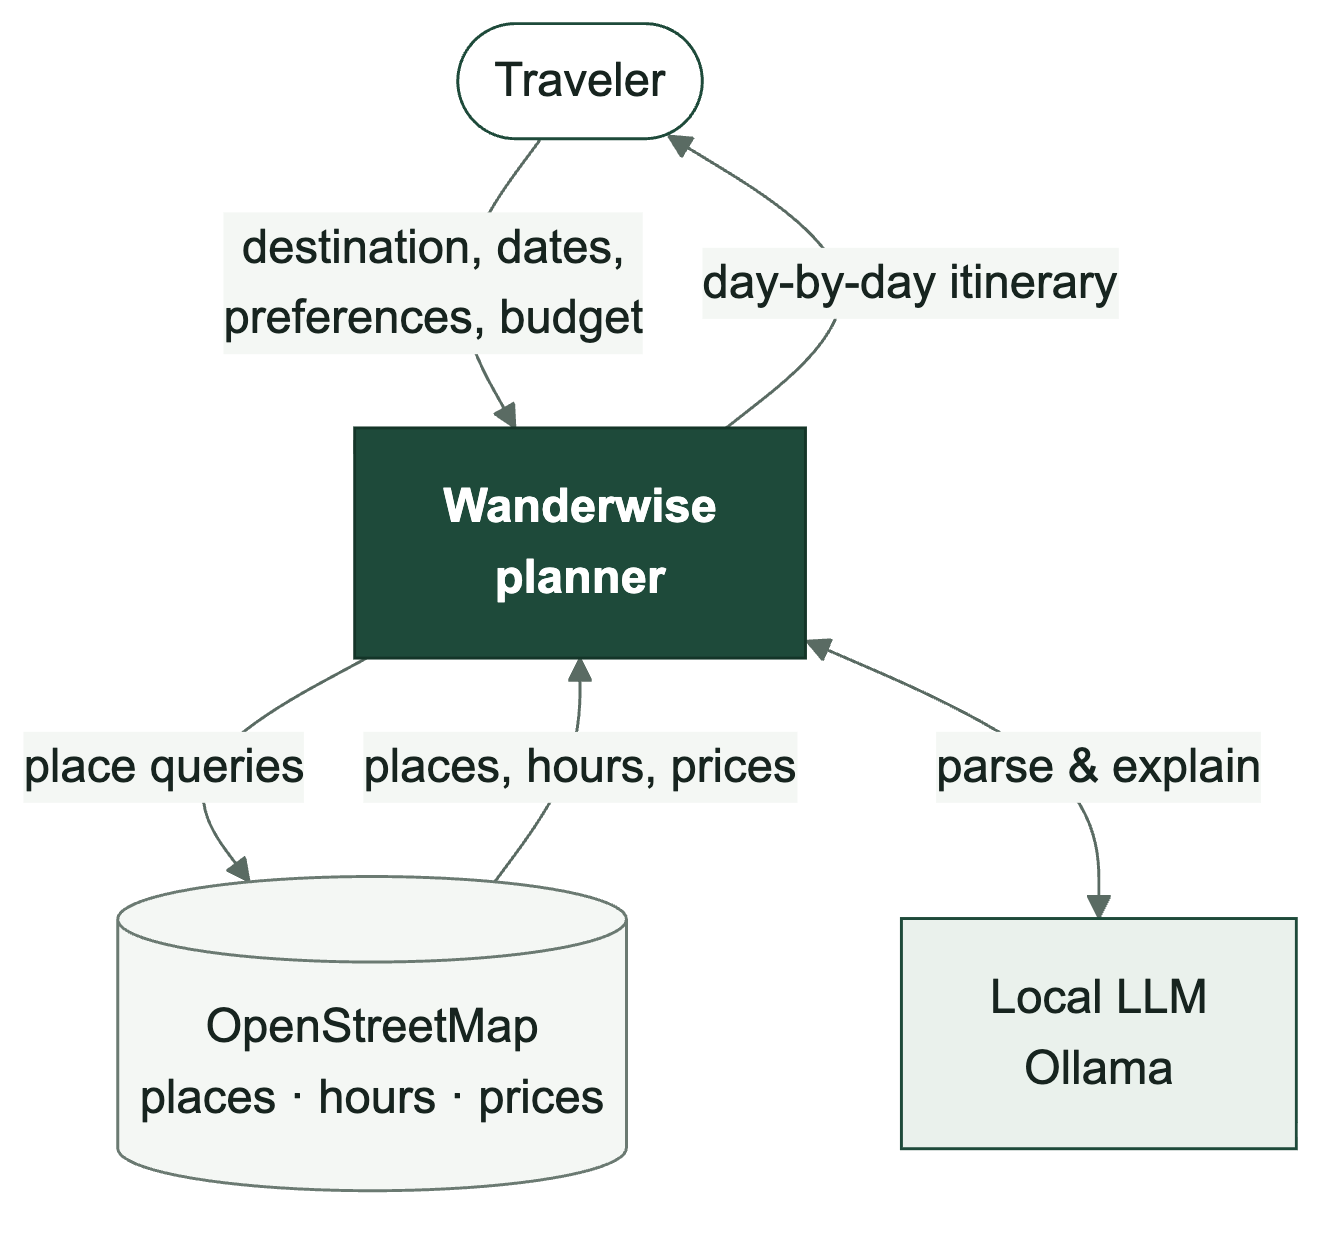 Traveler
destination, dates,
preferences, budget
day-by-day itinerary
Wanderwise
planner
place queries
places, hours, prices
parse & explain
OpenStreetMap
places · hours · prices
Local LLM
Ollama